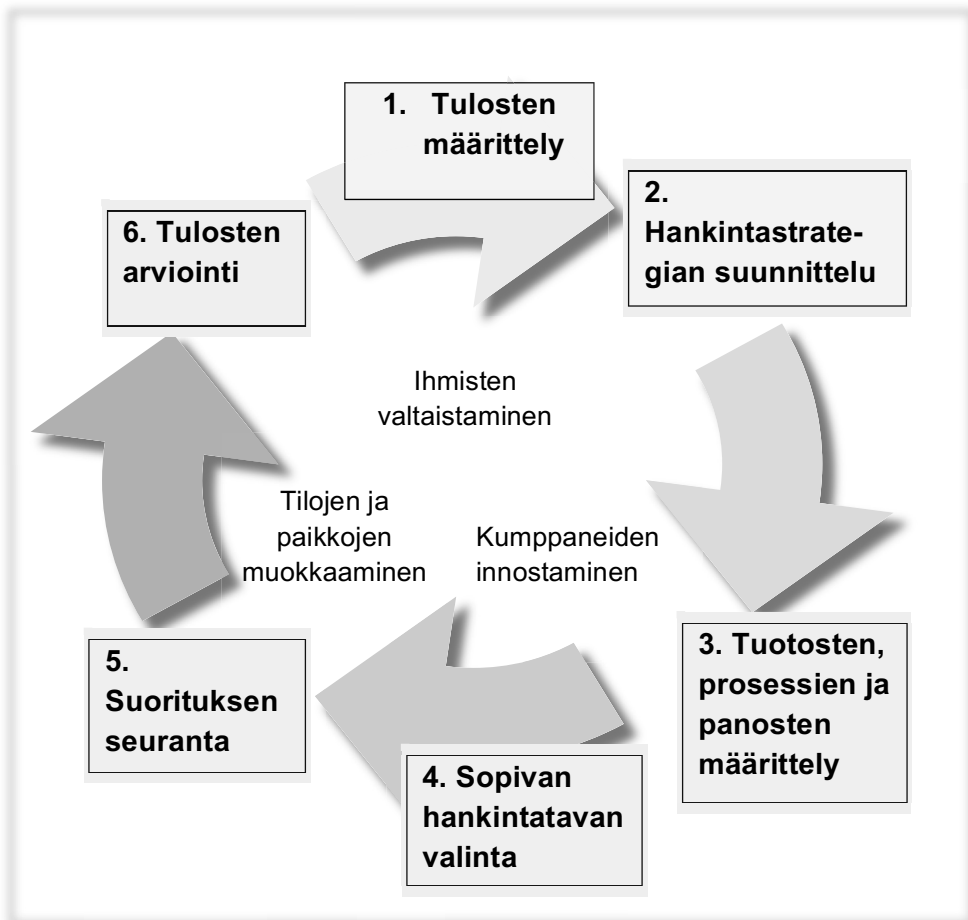 1. Tulosten
määrittely
2.
Hankintastrate-
gian suunnittelu
3. Tuotosten,
prosessien ja
panosten
määrittely
4. Sopivan
hankintatavan
valinta
5.
Suorituksen
seuranta
6. Tulosten
arviointi
Ihmisten
valtaistaminen
Tilojen ja
paikkojen
muokkaaminen
Kumppaneiden
innostaminen